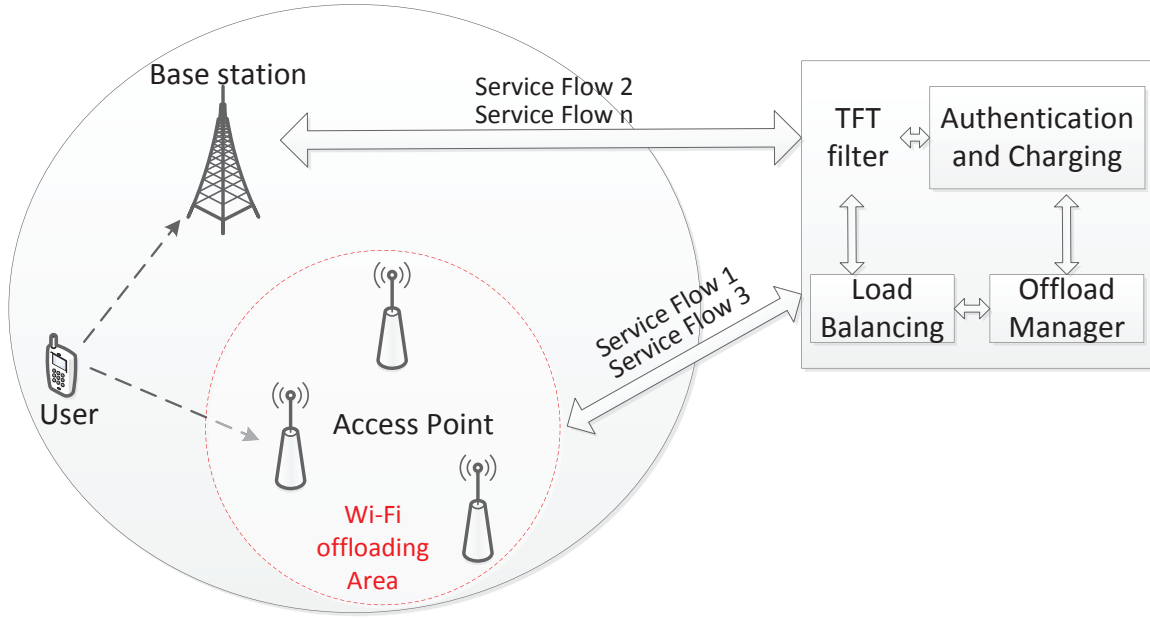 Base station
Service Flow 2
Service Flow n
TFT
filter
Authentication
and Charging
Service Flow 1
Service Flow 3
Load
Balancing
Offload
Manager
User
Access Point
Wi-Fi
offloading
Area